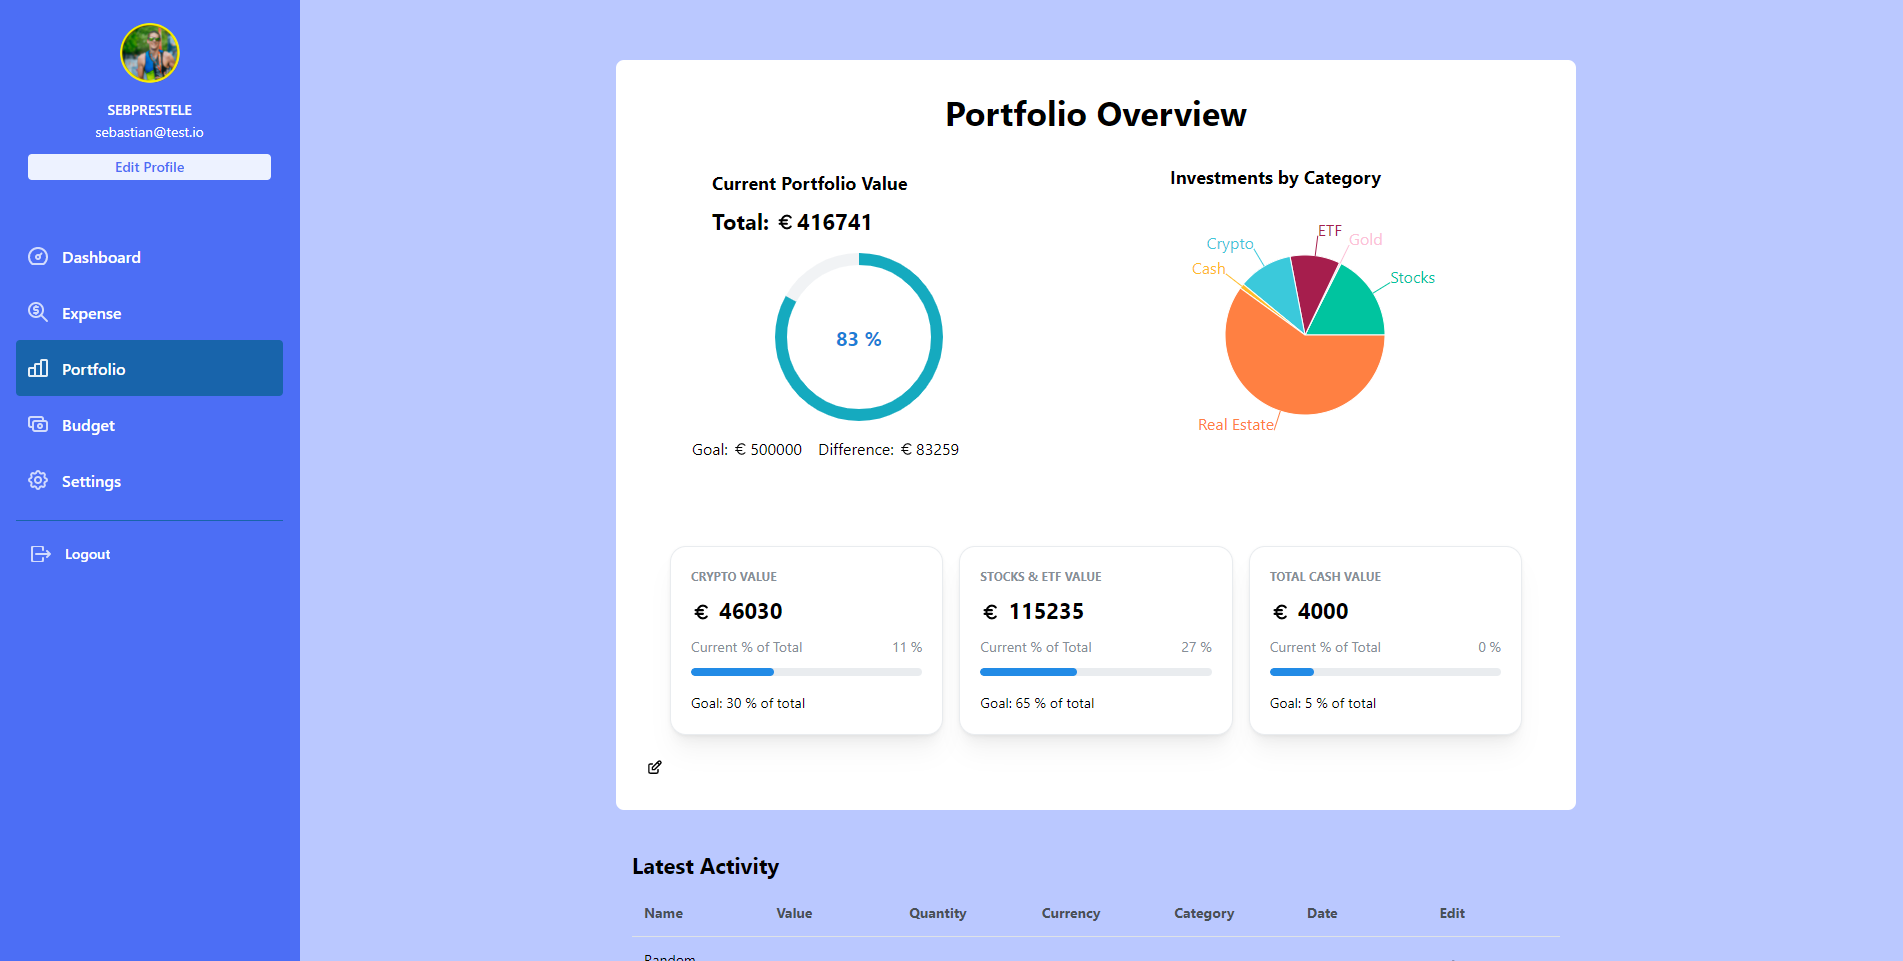 SEBPRESTELE
sebastian@test.io
Edit Profile
Dashboard
Expense
Portfolio
Budget
Settings
Logout
Portfolio Overview
Current Portfolio Value
Total: € 416741
83 %
Goal: € 500000 Difference: € 83259
Investments by Category
ETF
Gold
Crypto
Cash
Stocks
Real Estate
CRYPTO VALUE
€ 46030
Current % of Total 11 %
Goal: 30 % of total
STOCKS & ETF VALUE
€ 115235
Current % of Total 27 %
Goal: 65 % of total
TOTAL CASH VALUE
€ 4000
Current % of Total 0 %
Goal: 5 % of total
Latest Activity
Name Value Quantity Currency Category Date Edit
Random